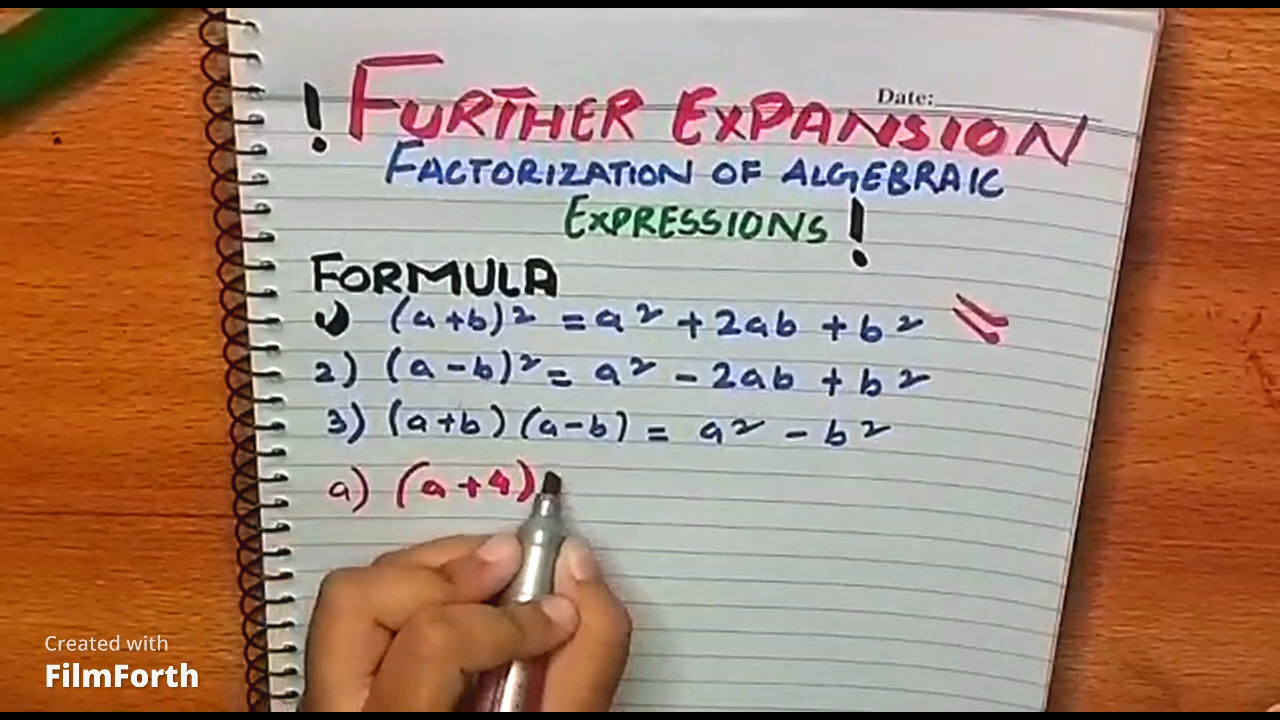 ! FURTHER EXPANSION
Date:
FACTORIZATION OF ALGEBRAIC
EXPRESSIONS !
FORMULA
1) (a+b)² = a² + 2ab + b²
2) (a-b)² = a² - 2ab + b²
3) (a+b)(a-b) = a² - b²
a) (a+4)
Created with
FilmForth